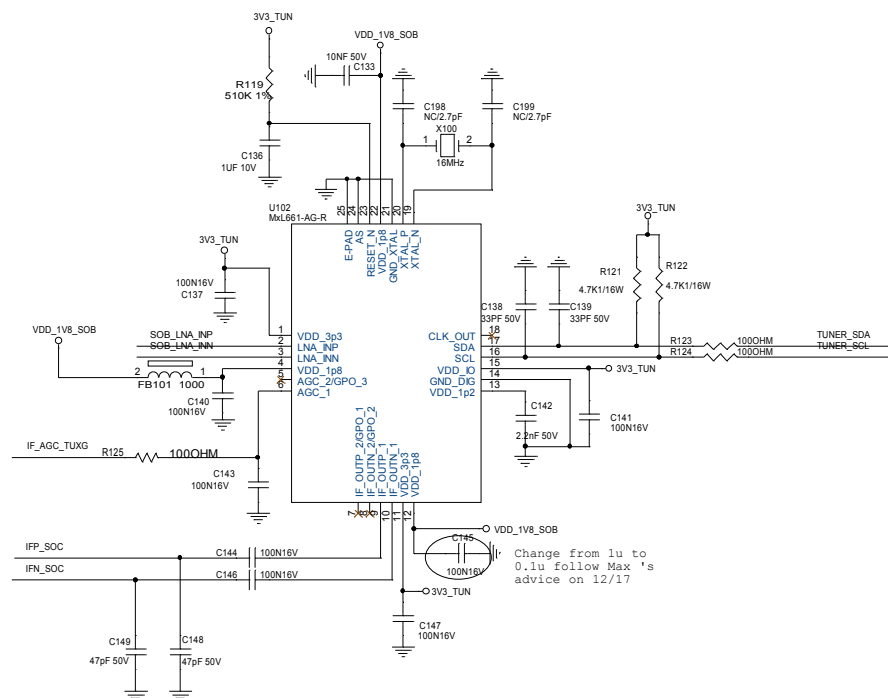 3V3_TUN
VDD_1V8_SOB
10NF 50V
C133
R119
510K 1%
C136
1UF 10V
C198
NC/2.7pF
C199
NC/2.7pF
X100
1 2
16MHz
U102
MxL661-AG-R
25
24
23
22
21
20
19
E-PAD
AS
RESET_N
VDD_1p8
GND_XTAL
XTAL_P
XTAL_N
3V3_TUN
100N16V
C137
3V3_TUN
R121
4.7K1/16W
R122
4.7K1/16W
C138
33PF 50V
C139
33PF 50V
VDD_1V8_SOB
SOB_LNA_INP
SOB_LNA_INN
2 1
FB101 1000
C140
100N16V
1 VDD_3p3
2 LNA_INP
3 LNA_INN
4 VDD_1p8
5 AGC_2/GPO_3
6 AGC_1
CLK_OUT 18
SDA 17
SCL 16
VDD_IO 15
GND_DIG 14
VDD_1p2 13
R123 100OHM TUNER_SDA
R124 100OHM TUNER_SCL
3V3_TUN
C142
2.2nF 50V
C141
100N16V
IF_AGC_TUXG
R125 100OHM
C143
100N16V
IF_OUTP_2/GPO_1
IF_OUTN_2/GPO_2
IF_OUTP_1
IF_OUTN_1
VDD_3p3
VDD_1p8
7
8
9
10
11
12
VDD_1V8_SOB
C145
100N16V
Change from 1u to
0.1u follow Max 's
advice on 12/17
IFP_SOC
C144 100N16V
IFN_SOC
C146 100N16V
3V3_TUN
C147
100N16V
C149
47pF 50V
C148
47pF 50V